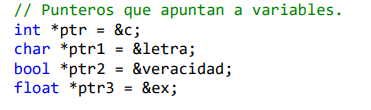 // Punteros que apuntan a variables.
int *ptr = &c;
char *ptr1 = &letra;
bool *ptr2 = &veracidad;
float *ptr3 = &ex;